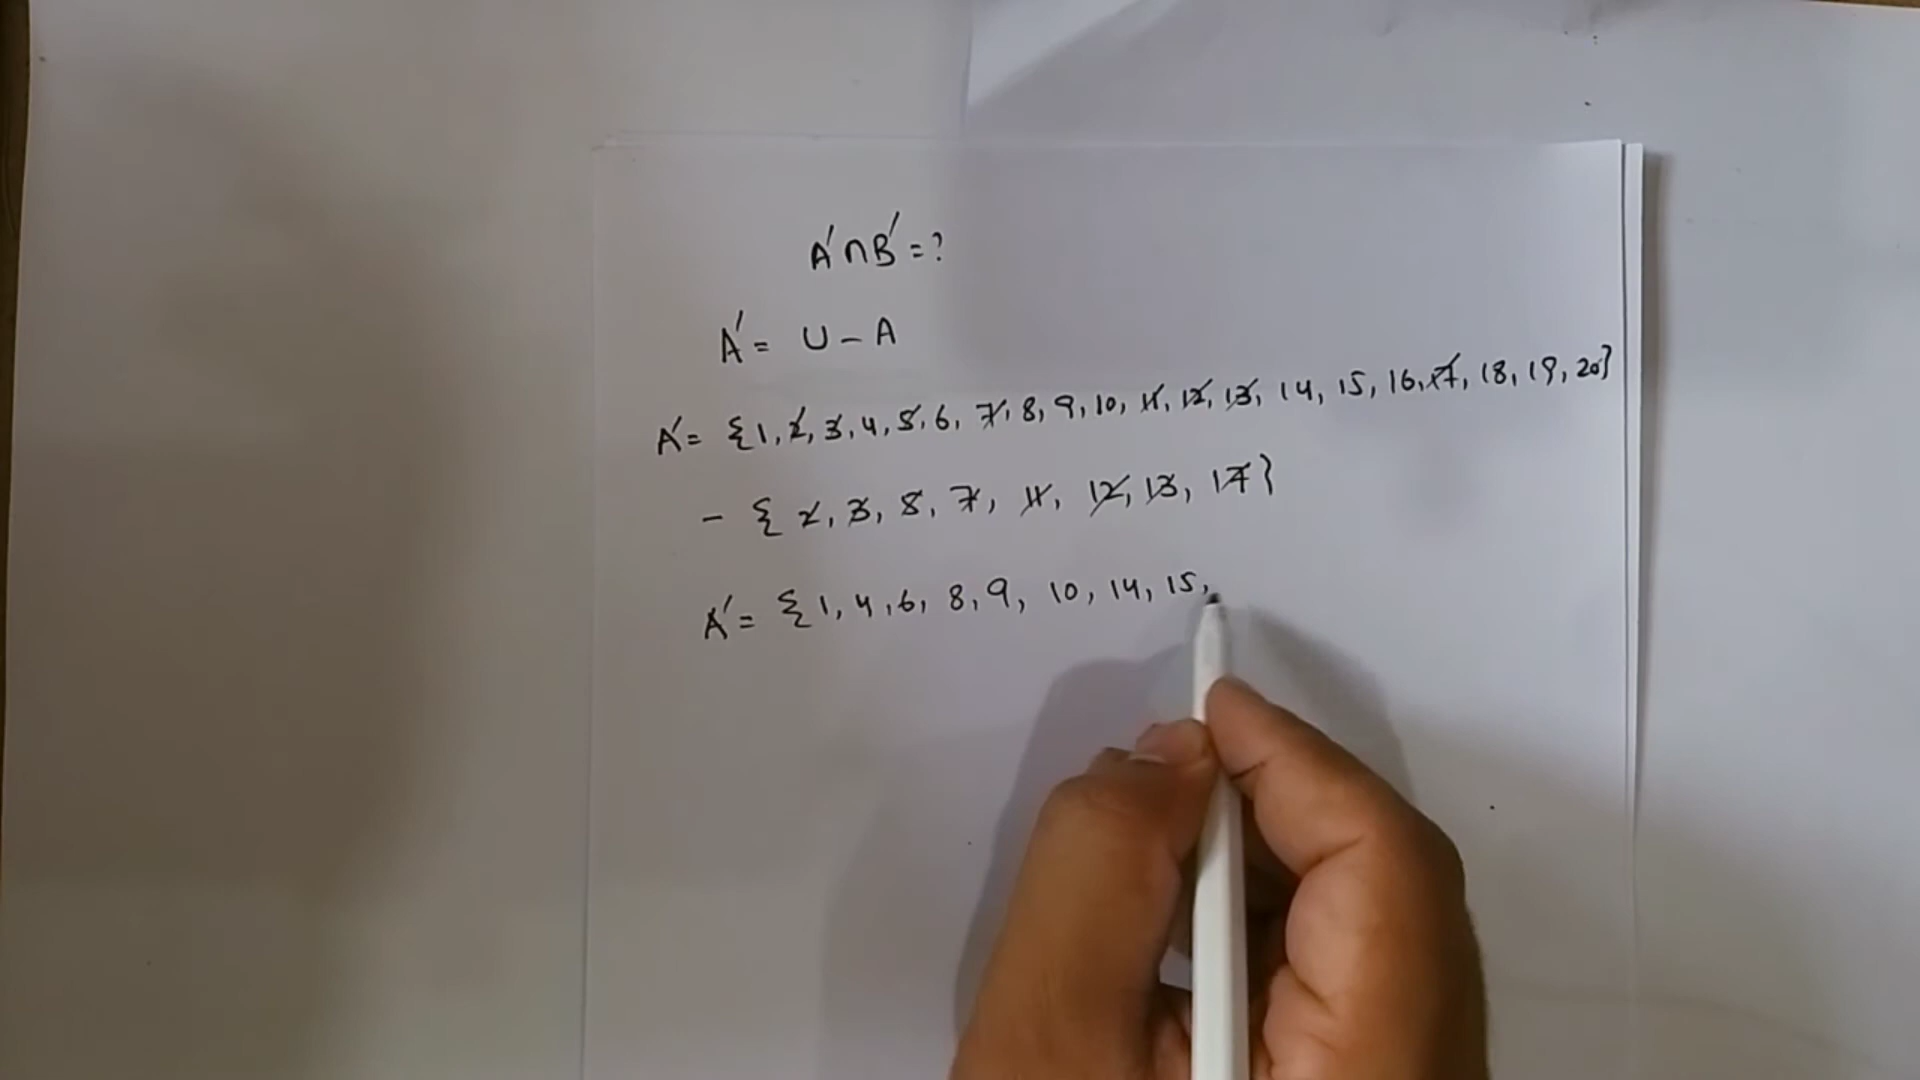 A′∩B′ = ?
A′ = U – A
A′ = {1, 2, 3, 4, 5, 6, 7, 8, 9, 10, 11, 12, 13, 14, 15, 16, 17, 18, 19, 20}
– {2, 3, 5, 7, 11, 12, 13, 17}
A′ = {1, 4, 6, 8, 9, 10, 14, 15,